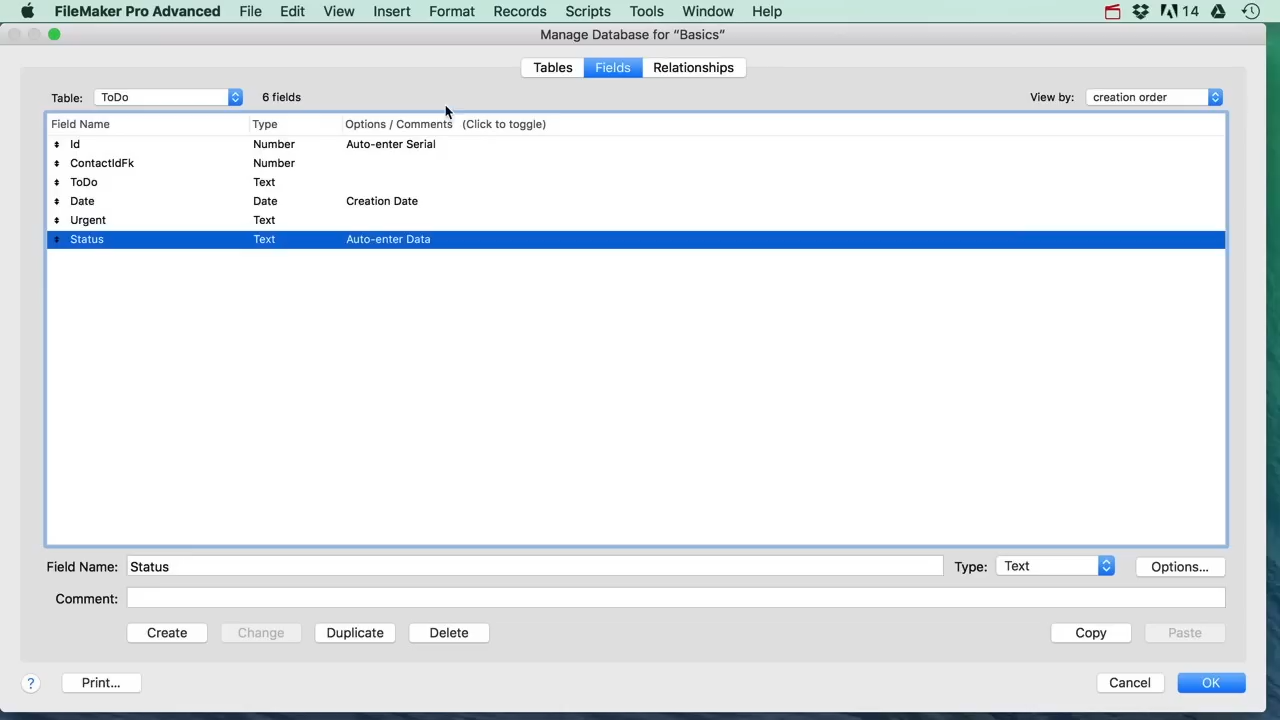 FileMaker Pro Advanced File Edit View Insert Format Records Scripts Tools Window Help 14
Manage Database for “Basics”
Tables Fields Relationships
Table: ToDo 6 fields View by: creation order
Field Name Type Options / Comments (Click to toggle)
Id Number Auto-enter Serial
ContactIdFk Number
ToDo Text
Date Date Creation Date
Urgent Text
Status Text Auto-enter Data
Field Name: Status Type: Text Options...
Comment:
Create Change Duplicate Delete Copy Paste
? Print... Cancel OK